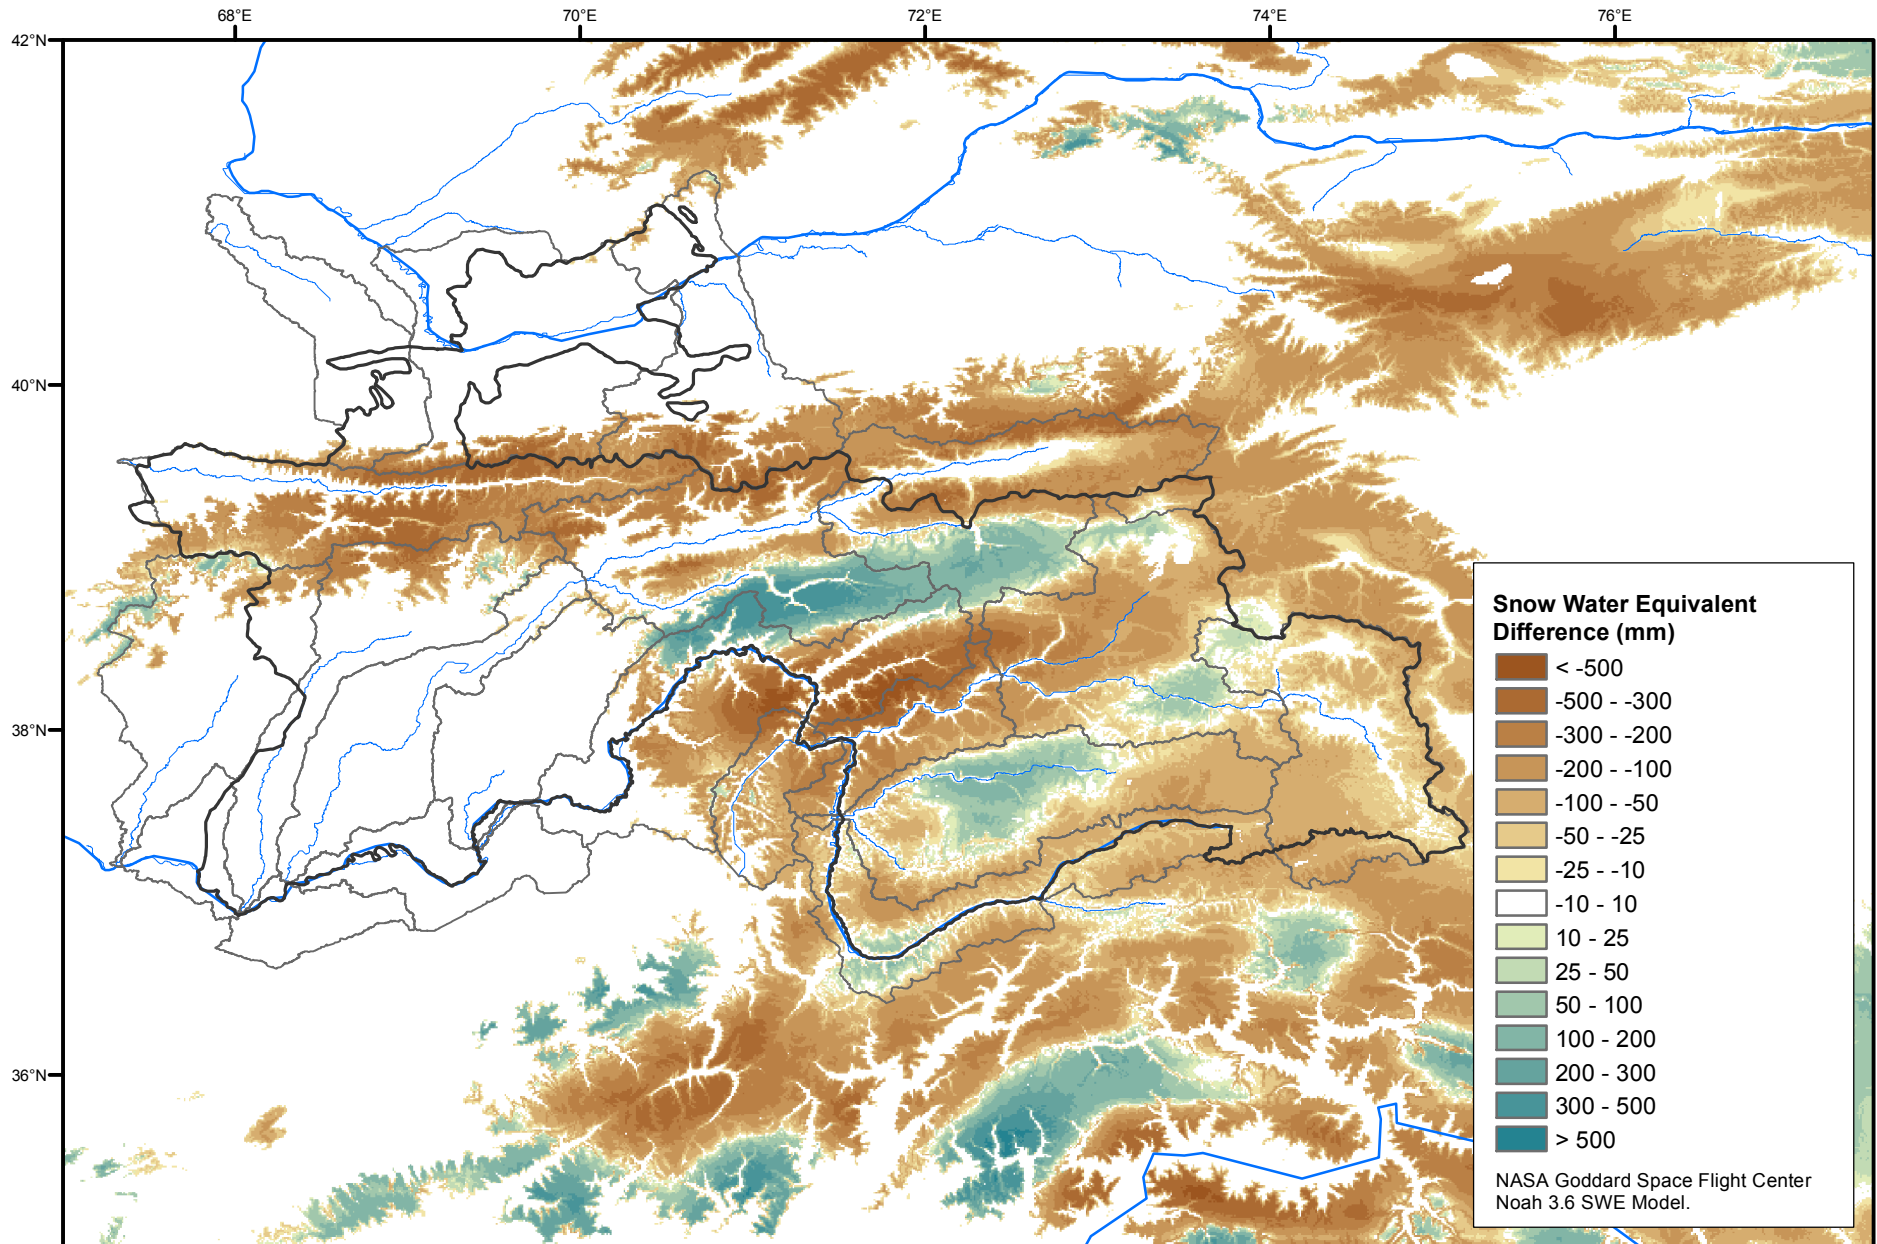 68°E
70°E
72°E
74°E
76°E
42°N
40°N
38°N
36°N
Snow Water Equivalent
Difference (mm)
< -500
-500 - -300
-300 - -200
-200 - -100
-100 - -50
-50 - -25
-25 - -10
-10 - 10
10 - 25
25 - 50
50 - 100
100 - 200
200 - 300
300 - 500
> 500
NASA Goddard Space Flight Center
Noah 3.6 SWE Model.